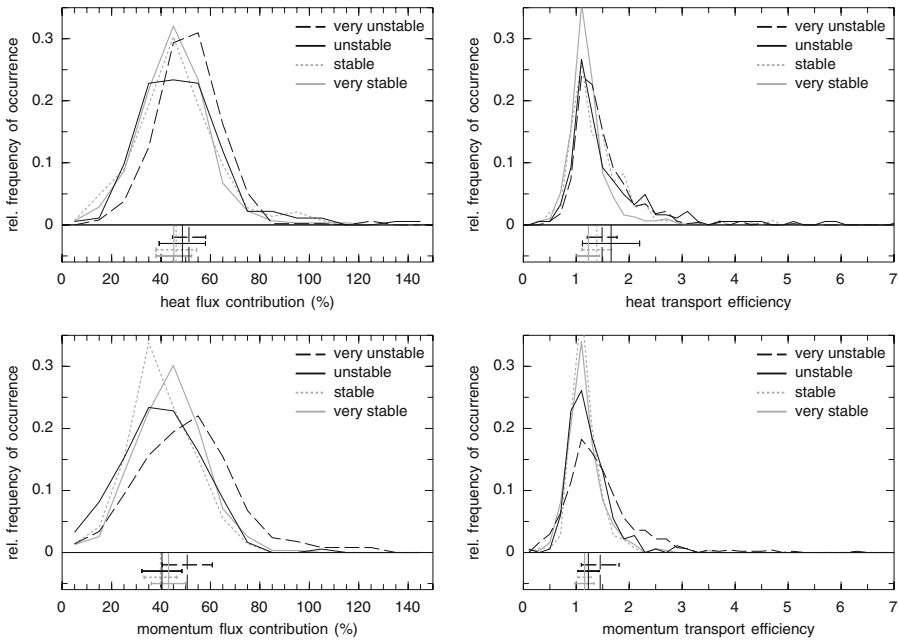 rel. frequency of occurrence
0.3
0.2
0.1
0
very unstable
unstable
stable
very stable
0 20 40 60 80 100 120 140
heat flux contribution (%)
rel. frequency of occurrence
0.3
0.2
0.1
0
very unstable
unstable
stable
very stable
0 1 2 3 4 5 6 7
heat transport efficiency
rel. frequency of occurrence
0.3
0.2
0.1
0
very unstable
unstable
stable
very stable
0 20 40 60 80 100 120 140
momentum flux contribution (%)
rel. frequency of occurrence
0.3
0.2
0.1
0
very unstable
unstable
stable
very stable
0 1 2 3 4 5 6 7
momentum transport efficiency